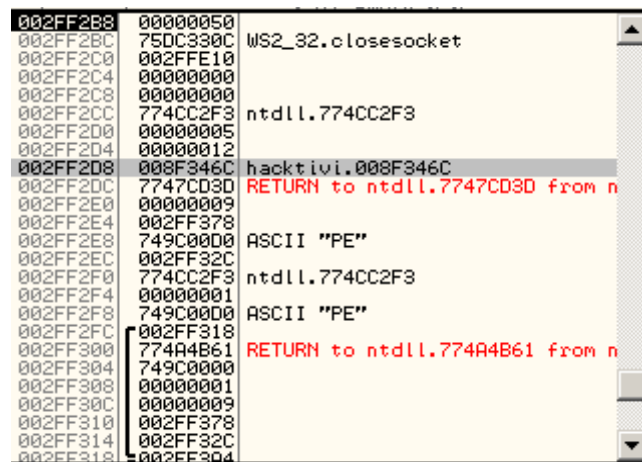 002FF2B8 00000050
002FF2BC 75DC330C WS2_32.closesocket
002FF2C0 002FFE10
002FF2C4 00000000
002FF2C8 00000000
002FF2CC 774CC2F3 ntdll.774CC2F3
002FF2D0 00000005
002FF2D4 00000012
002FF2D8 008F346C hacktivi.008F346C
002FF2DC 7747CD3D RETURN to ntdll.7747CD3D from n
002FF2E0 00000009
002FF2E4 002FF378
002FF2E8 749C00D0 ASCII "PE"
002FF2EC 002FF32C
002FF2F0 774CC2F3 ntdll.774CC2F3
002FF2F4 00000001
002FF2F8 749C00D0 ASCII "PE"
002FF2FC 002FF318
002FF300 774A4B61 RETURN to ntdll.774A4B61 from n
002FF304 749C0000
002FF308 00000001
002FF30C 00000009
002FF310 002FF378
002FF314 002FF32C
002FF318 002FF3A4